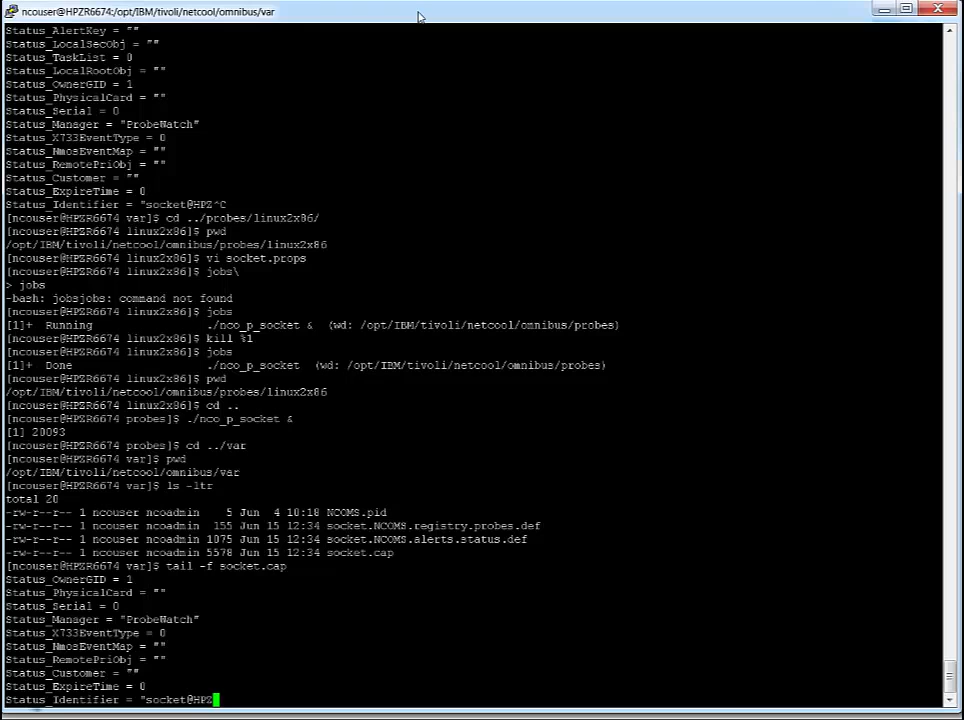 ncouser@HPZR6674:/opt/IBM/tivoli/netcool/omnibus/var
Status_AlertKey = ""
Status_LocalSecObj = ""
Status_TaskList = 0
Status_LocalRootObj = ""
Status_OwnerGID = 1
Status_PhysicalCard = ""
Status_Serial = 0
Status_Manager = "ProbeWatch"
Status_X733EventType = 0
Status_NmosEventMap = ""
Status_RemotePriObj = ""
Status_Customer = ""
Status_ExpireTime = 0
Status_Identifier = "socket@HPZ^C
[ncouser@HPZR6674 var]$ cd ../probes/linux2x86/
[ncouser@HPZR6674 linux2x86]$ pwd
/opt/IBM/tivoli/netcool/omnibus/probes/linux2x86
[ncouser@HPZR6674 linux2x86]$ vi socket.props
[ncouser@HPZR6674 linux2x86]$ jobs\
> jobs
-bash: jobsjobs: command not found
[ncouser@HPZR6674 linux2x86]$ jobs
[1]+  Running                 ./nco_p_socket &  (wd: /opt/IBM/tivoli/netcool/omnibus/probes)
[ncouser@HPZR6674 linux2x86]$ kill %1
[ncouser@HPZR6674 linux2x86]$ jobs
[1]+  Done                    ./nco_p_socket  (wd: /opt/IBM/tivoli/netcool/omnibus/probes)
[ncouser@HPZR6674 linux2x86]$ pwd
/opt/IBM/tivoli/netcool/omnibus/probes/linux2x86
[ncouser@HPZR6674 linux2x86]$ cd ..
[ncouser@HPZR6674 probes]$ ./nco_p_socket &
[1] 20093
[ncouser@HPZR6674 probes]$ cd ../var
[ncouser@HPZR6674 var]$ pwd
/opt/IBM/tivoli/netcool/omnibus/var
[ncouser@HPZR6674 var]$ ls -ltr
total 20
-rw-r--r-- 1 ncouser ncoadmin    5 Jun  4 10:18 NCOMS.pid
-rw-r--r-- 1 ncouser ncoadmin  155 Jun 15 12:34 socket.NCOMS.registry.probes.def
-rw-r--r-- 1 ncouser ncoadmin 1075 Jun 15 12:34 socket.NCOMS.alerts.status.def
-rw-r--r-- 1 ncouser ncoadmin 5578 Jun 15 12:34 socket.cap
[ncouser@HPZR6674 var]$ tail -f socket.cap
Status_OwnerGID = 1
Status_PhysicalCard = ""
Status_Serial = 0
Status_Manager = "ProbeWatch"
Status_X733EventType = 0
Status_NmosEventMap = ""
Status_RemotePriObj = ""
Status_Customer = ""
Status_ExpireTime = 0
Status_Identifier = "socket@HPZ